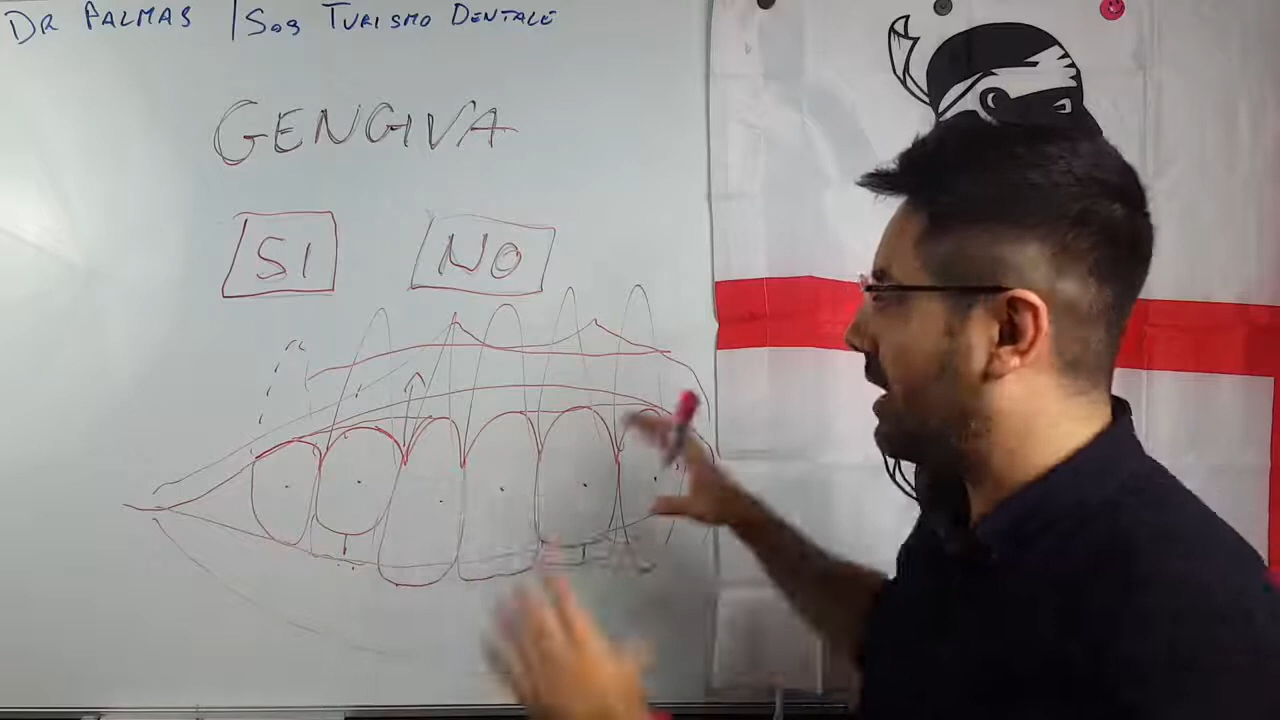 DR PALMAS | SOS TURISMO DENTALE
GENGIVA
SI NO